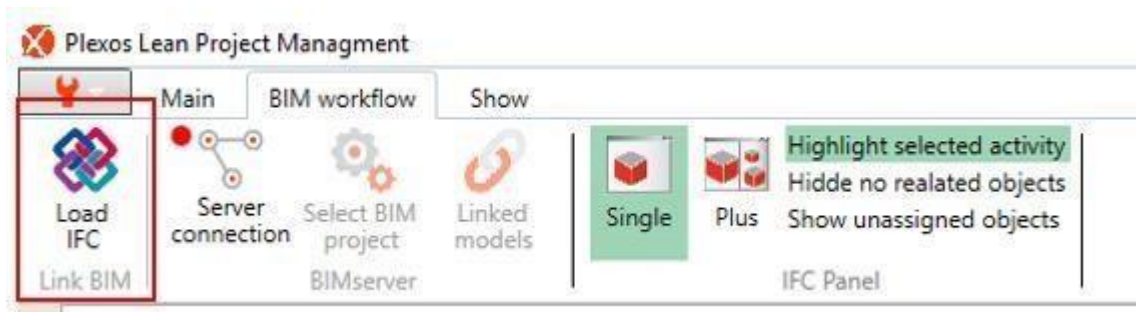 Plexos Lean Project Managment
Main BIM workflow Show
Load
IFC
Link BIM
Server
connection
Select BIM
project
Linked
models
BIMserver
Single
Plus
Highlight selected activity
Hidde no realated objects
Show unassigned objects
IFC Panel